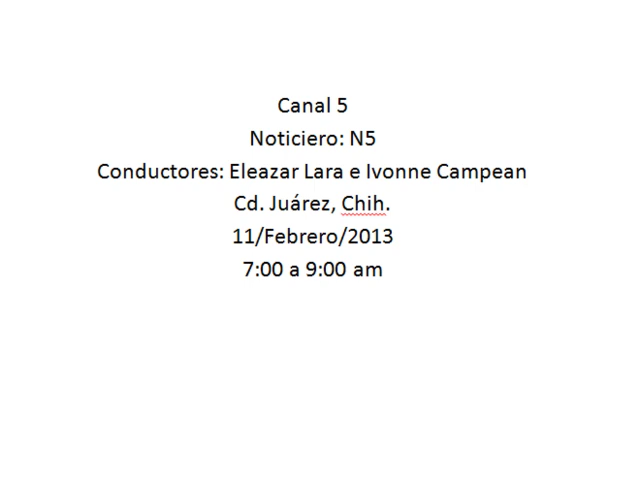 Canal 5
Noticiero: N5
Conductores: Eleazar Lara e Ivonne Campean
Cd. Juárez, Chih.
11/Febrero/2013
7:00 a 9:00 am